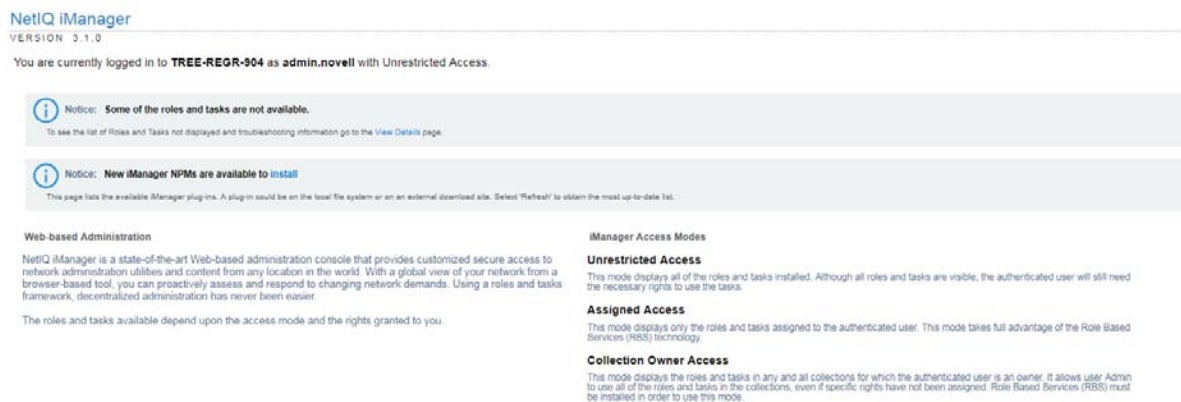 NetIQ iManager
VERSION 3.1.0
You are currently logged in to TREE-REGR-904 as admin.novell with Unrestricted Access.
Notice: Some of the roles and tasks are not available.
To see the list of Roles and Tasks not displayed and troubleshooting information go to the View Details page.
Notice: New iManager NPMs are available to install
This page lists the available iManager plug-ins. A plug-in could be on the local file system or on an external download site. Select 'Refresh' to obtain the most up-to-date list.
Web-based Administration
NetIQ iManager is a state-of-the-art Web-based administration console that provides customized secure access to
network administration utilities and content from any location in the world. With a global view of your network from a
browser-based tool, you can proactively assess and respond to changing network demands. Using a roles and tasks
framework, decentralized administration has never been easier.
The roles and tasks available depend upon the access mode and the rights granted to you.
iManager Access Modes
Unrestricted Access
This mode displays all of the roles and tasks installed. Although all roles and tasks are visible, the authenticated user will still need
the necessary rights to use the tasks.
Assigned Access
This mode displays only the roles and tasks assigned to the authenticated user. This mode takes full advantage of the Role Based
Services (RBS) technology.
Collection Owner Access
This mode displays the roles and tasks in any and all collections for which the authenticated user is an owner. It allows user Admin
to use all of the roles and tasks in the collections, even if specific rights have not been assigned. Role Based Services (RBS) must
be installed in order to use this mode.